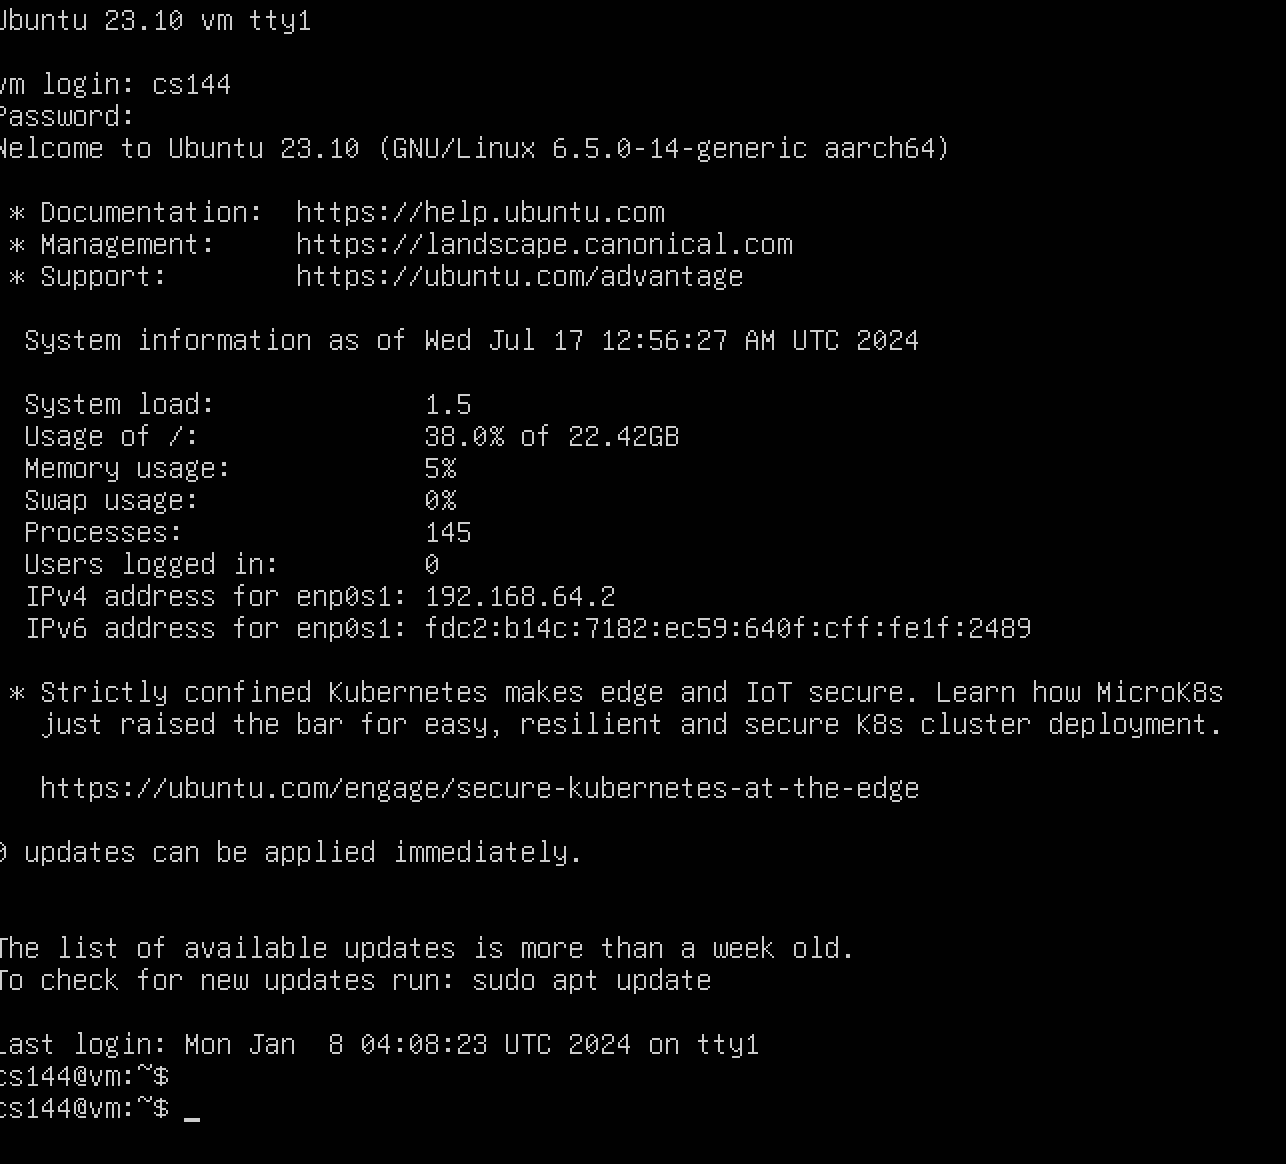 Ubuntu 23.10 vm tty1
vm login: cs144
Password:
Welcome to Ubuntu 23.10 (GNU/Linux 6.5.0-14-generic aarch64)
* Documentation:  https://help.ubuntu.com
* Management:     https://landscape.canonical.com
* Support:        https://ubuntu.com/advantage
System information as of Wed Jul 17 12:56:27 AM UTC 2024
System load:             1.5
Usage of /:              38.0% of 22.42GB
Memory usage:            5%
Swap usage:              0%
Processes:               145
Users logged in:         0
IPv4 address for enp0s1: 192.168.64.2
IPv6 address for enp0s1: fdc2:b14c:7182:ec59:640f:cff:fe1f:2489
* Strictly confined Kubernetes makes edge and IoT secure. Learn how MicroK8s
just raised the bar for easy, resilient and secure K8s cluster deployment.
https://ubuntu.com/engage/secure-kubernetes-at-the-edge
0 updates can be applied immediately.
The list of available updates is more than a week old.
To check for new updates run: sudo apt update
Last login: Mon Jan  8 04:08:23 UTC 2024 on tty1
cs144@vm:~$
cs144@vm:~$ _